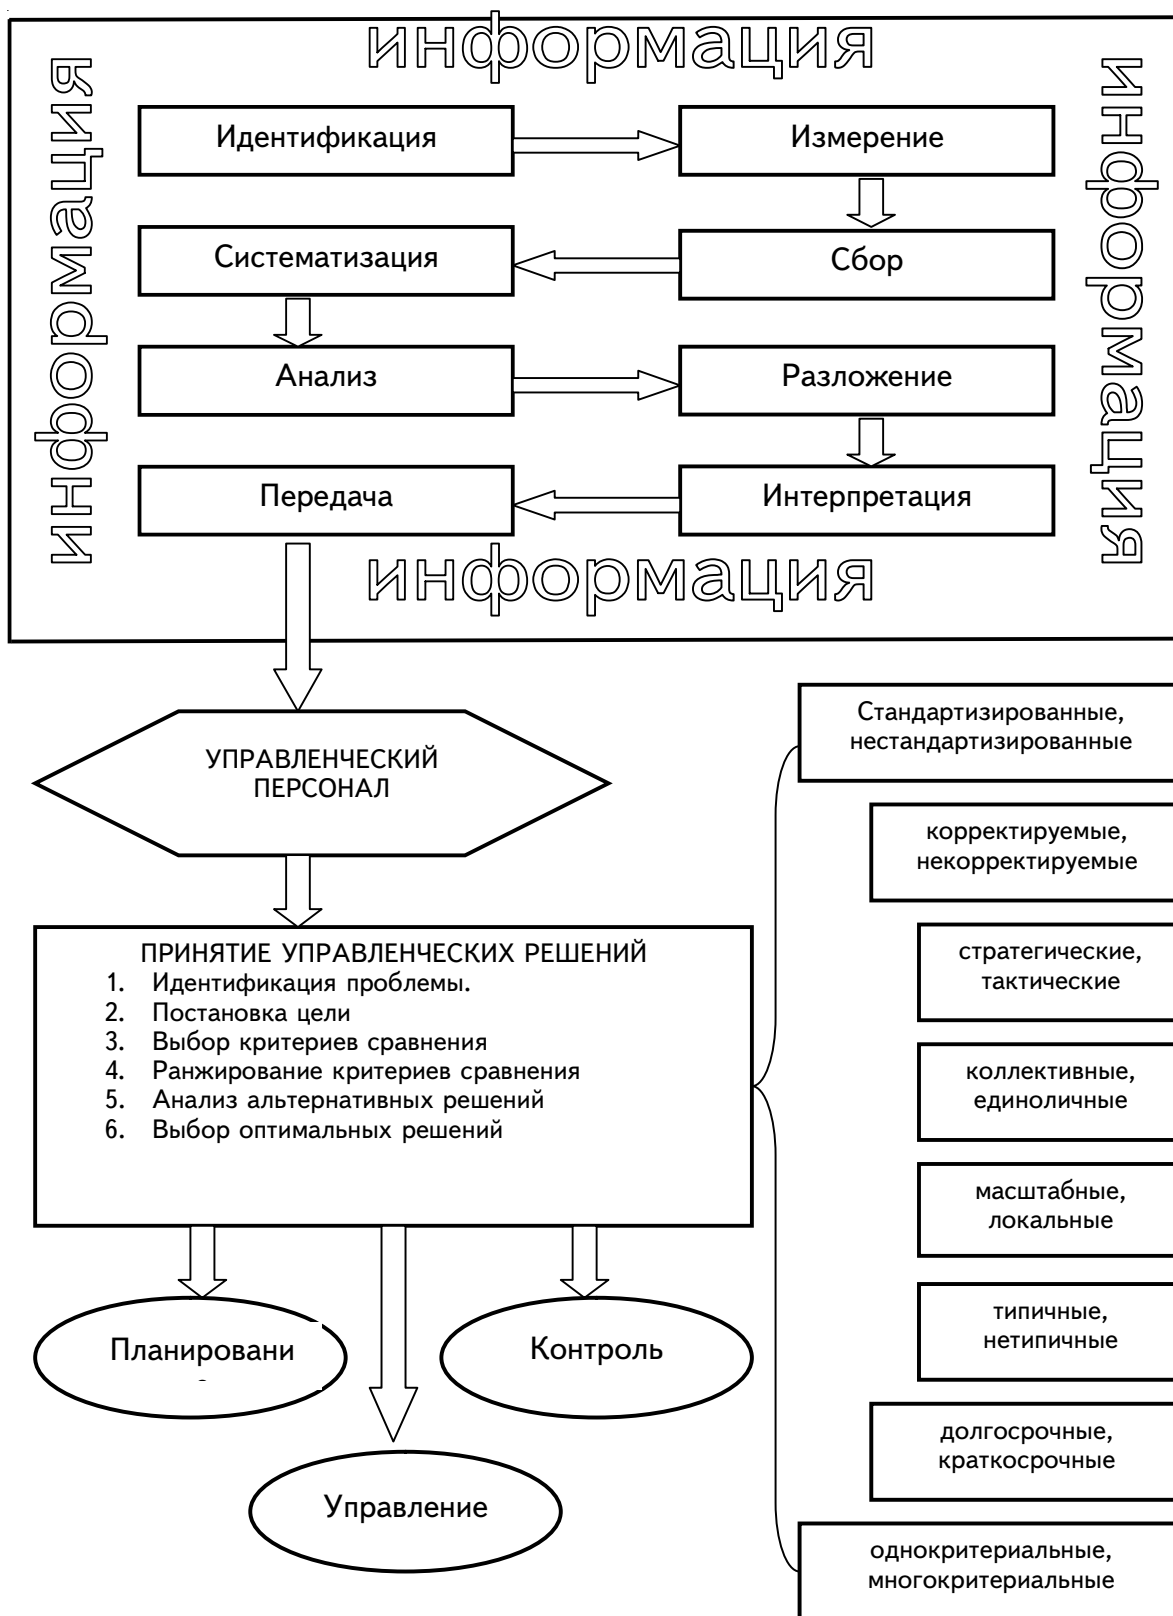 информация
информация
информация
Идентификация
Измерение
Систематизация
Сбор
Анализ
Разложение
Передача
Интерпретация
информация
УПРАВЛЕНЧЕСКИЙ
ПЕРСОНАЛ
ПРИНЯТИЕ УПРАВЛЕНЧЕСКИХ РЕШЕНИЙ
1. Идентификация проблемы.
2. Постановка цели
3. Выбор критериев сравнения
4. Ранжирование критериев сравнения
5. Анализ альтернативных решений
6. Выбор оптимальных решений
Планировани
Контроль
Управление
Стандартизированные,
нестандартизированные
корректируемые,
некорректируемые
стратегические,
тактические
коллективные,
единоличные
масштабные,
локальные
типичные,
нетипичные
долгосрочные,
краткосрочные
однокритериальные,
многокритериальные